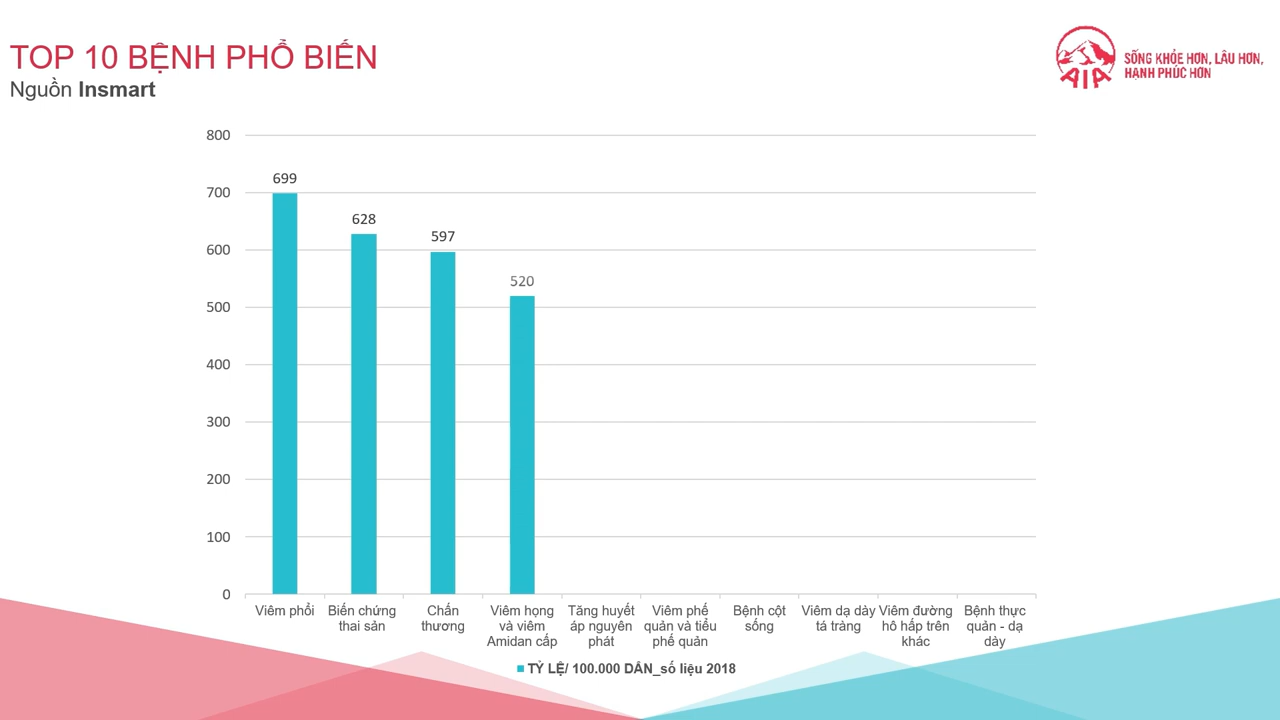 TOP 10 BỆNH PHỔ BIẾN
Nguồn Insmart
SỐNG KHỎE HƠN, LÂU HƠN,
HẠNH PHÚC HƠN
AIA
800
700
600
500
400
300
200
100
0
699
628
597
520
Viêm phổi
Biến chứng
thai sản
Chấn
thương
Viêm họng
và viêm
Amidan cấp
Tăng huyết
áp nguyên
phát
Viêm phế
quản và tiểu
phế quản
Bệnh cột
sống
Viêm dạ dày
tá tràng
Viêm đường
hô hấp trên
khác
Bệnh thực
quản - dạ
dày
TỶ LỆ/ 100.000 DÂN_số liệu 2018